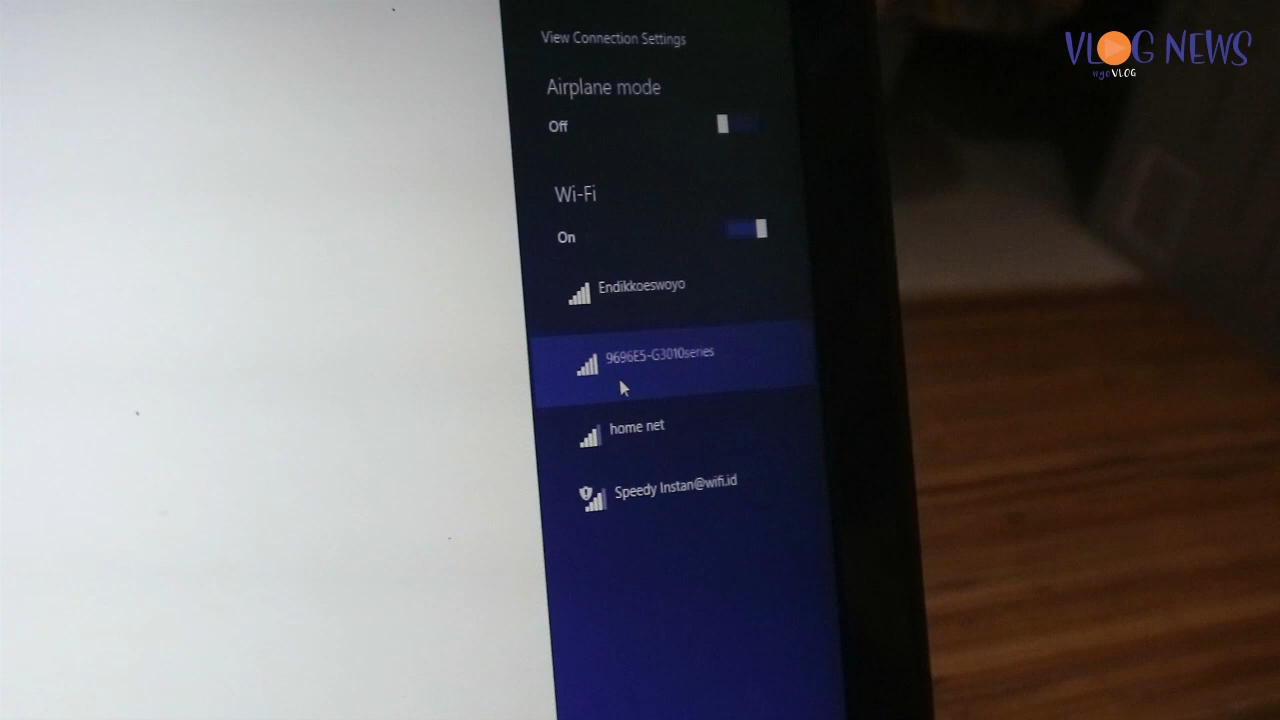 VLOG NEWS
nyoVLOG
View Connection Settings
Airplane mode
Off
Wi-Fi
On
Endikkoeswoyo
9696E5-G3010series
home net
Speedy Instan@wifi.id